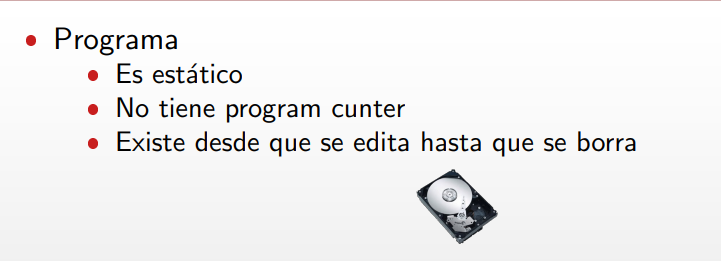 Programa
Es estático
No tiene program cunter
Existe desde que se edita hasta que se borra